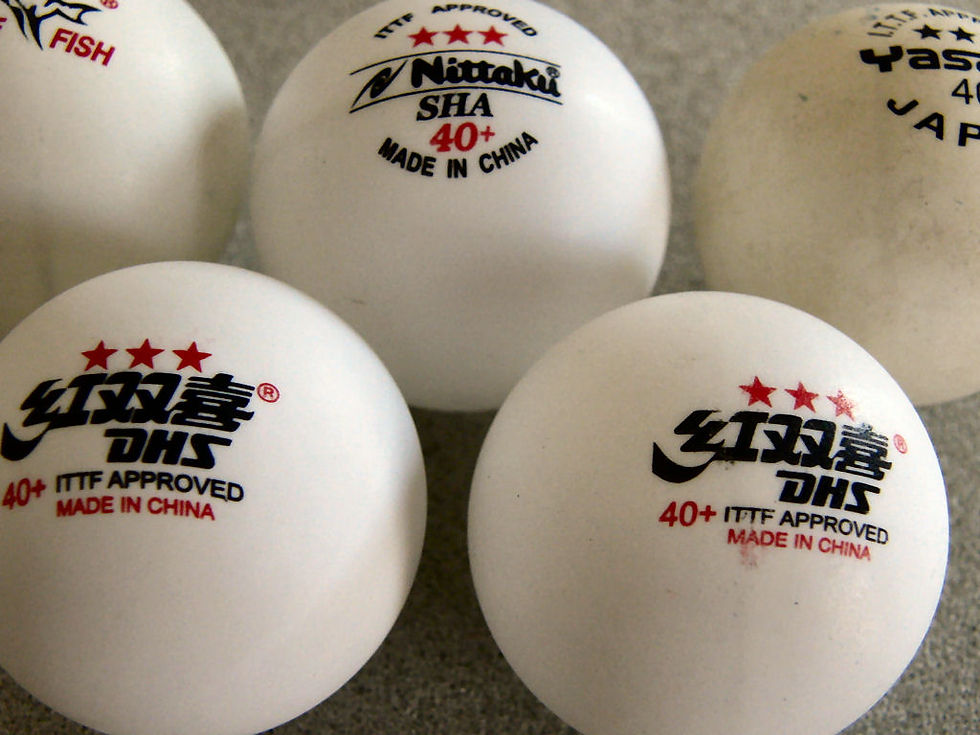 FISH
®
ITTF APPROVED
Nittaku®
SHA
40+
MADE IN CHINA
I.T.T.F.
40
JAP
红双喜®
DHS
40+ ITTF APPROVED
MADE IN CHINA
红双喜®
DHS
40+ ITTF APPROVED
MADE IN CHINA